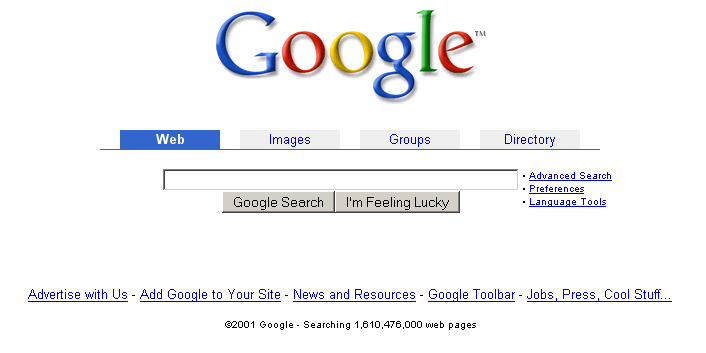 Google™
Web Images Groups Directory
• Advanced Search
• Preferences
• Language Tools
Google Search I'm Feeling Lucky
Advertise with Us - Add Google to Your Site - News and Resources - Google Toolbar - Jobs, Press, Cool Stuff...
©2001 Google - Searching 1,610,476,000 web pages